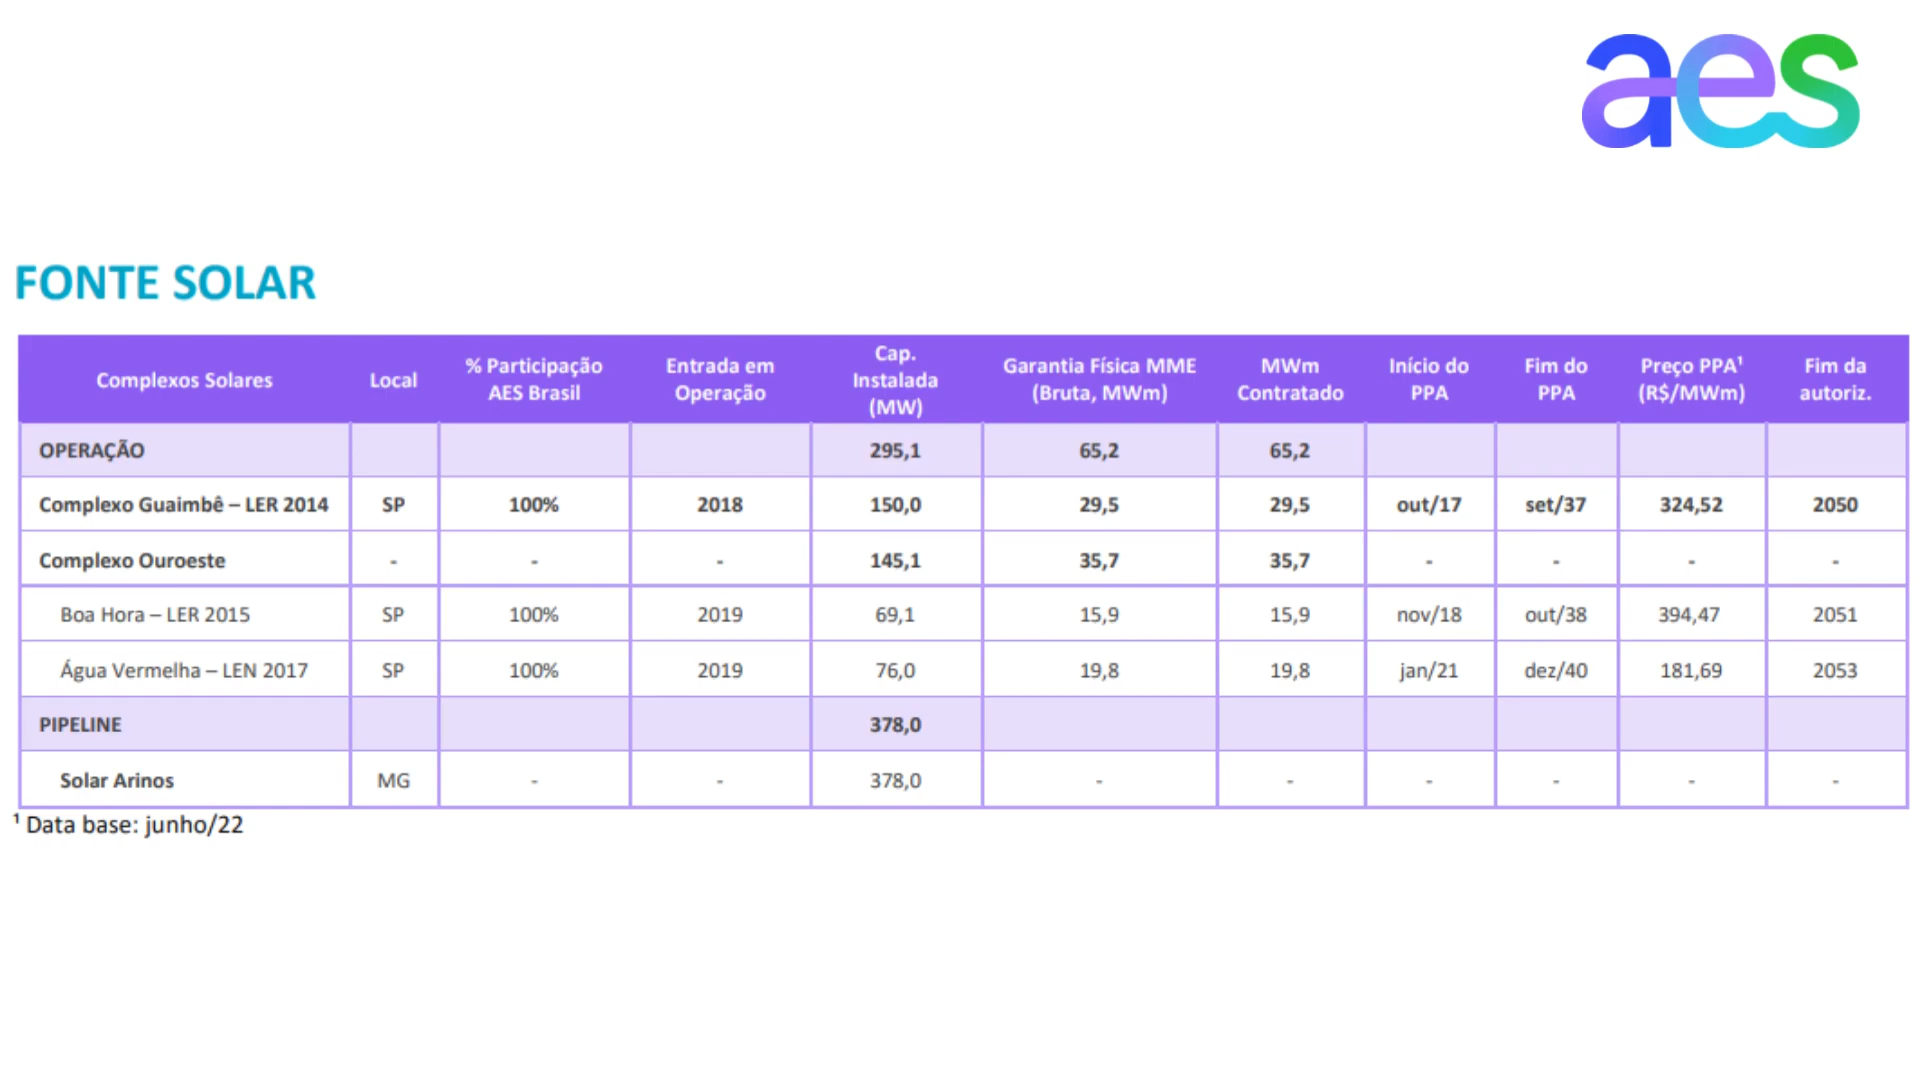 aes
FONTE SOLAR
Complexos Solares Local % Participação AES Brasil Entrada em Operação Cap. Instalada (MW) Garantia Física MME (Bruta, MWm) MWm Contratado Início do PPA Fim do PPA Preço PPA¹ (R$/MWm) Fim da autoriz.
OPERAÇÃO 295,1 65,2 65,2
Complexo Guaimbê – LER 2014 SP 100% 2018 150,0 29,5 29,5 out/17 set/37 324,52 2050
Complexo Ouroeste - - - 145,1 35,7 35,7 - - - -
Boa Hora – LER 2015 SP 100% 2019 69,1 15,9 15,9 nov/18 out/38 394,47 2051
Água Vermelha – LEN 2017 SP 100% 2019 76,0 19,8 19,8 jan/21 dez/40 181,69 2053
PIPELINE 378,0
Solar Arinos MG - - 378,0 - - - - - -
¹ Data base: junho/22